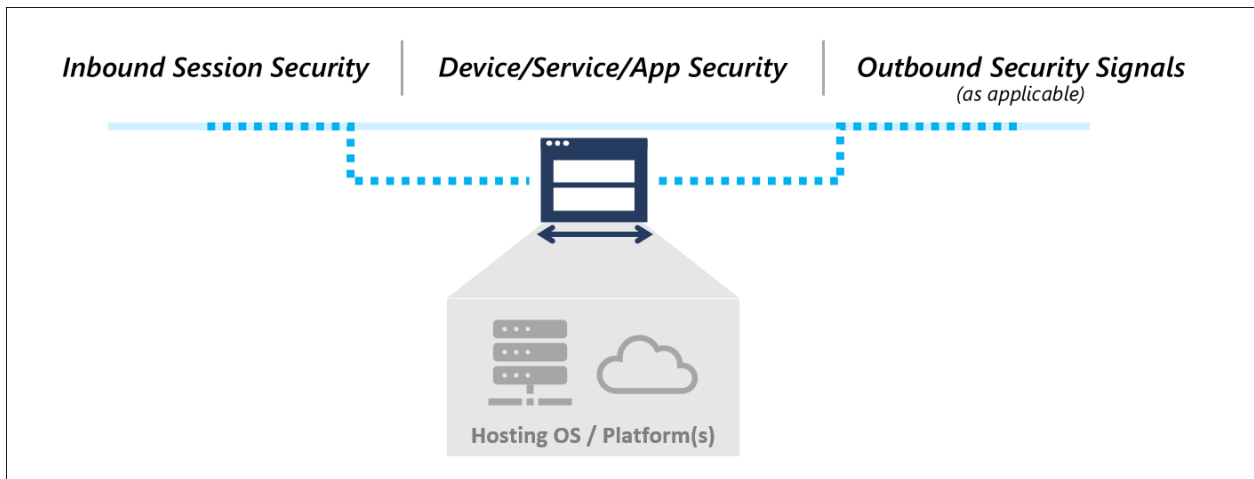 Inbound Session Security
Device/Service/App Security
Outbound Security Signals
(as applicable)
Hosting OS / Platform(s)